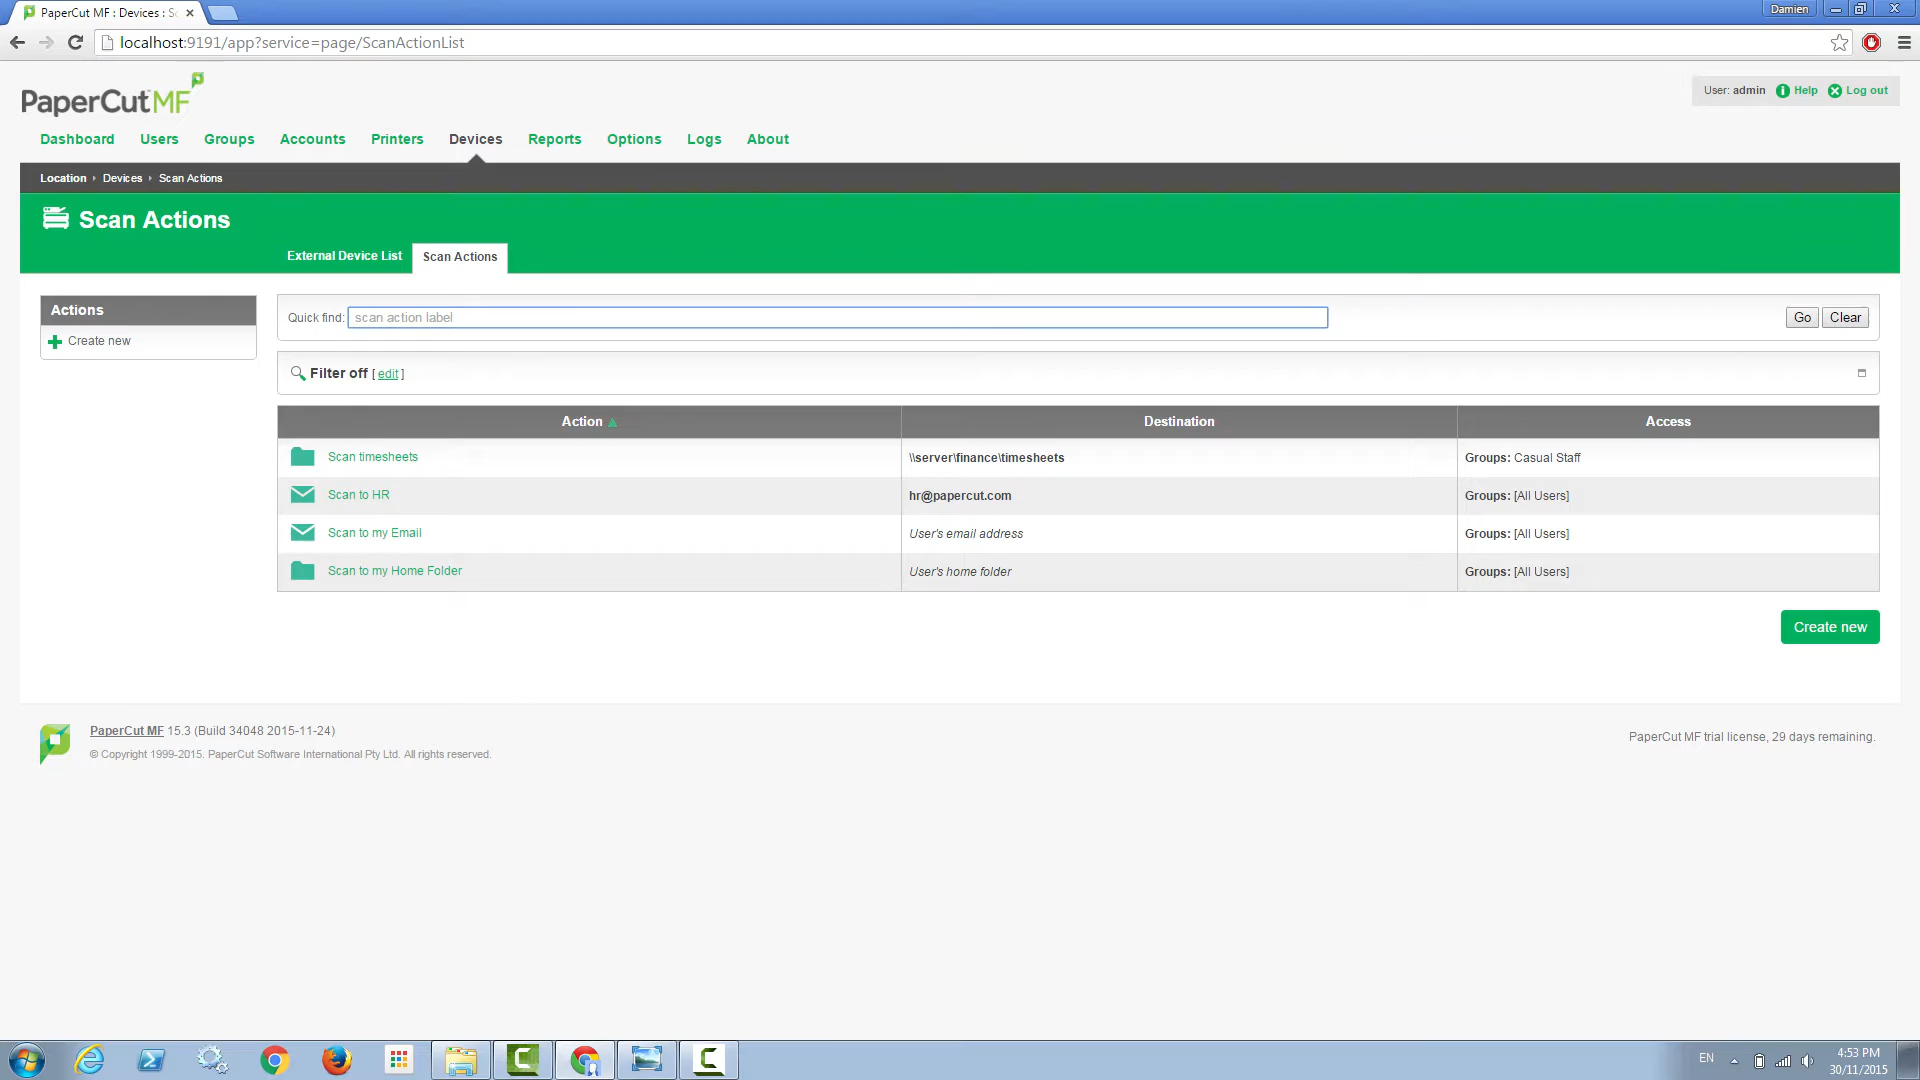 PaperCut MF : Devices : Sc
Damien
localhost:9191/app?service=page/ScanActionList
PaperCut MF
User: admin Help Log out
Dashboard Users Groups Accounts Printers Devices Reports Options Logs About
Location Devices Scan Actions
Scan Actions
External Device List Scan Actions
Actions
Create new
Quick find: scan action label Go Clear
Filter off [ edit ]
Action Destination Access
Scan timesheets \\server\finance\timesheets Groups: Casual Staff
Scan to HR hr@papercut.com Groups: [All Users]
Scan to my Email User's email address Groups: [All Users]
Scan to my Home Folder User's home folder Groups: [All Users]
Create new
PaperCut MF 15.3 (Build 34048 2015-11-24)
© Copyright 1999-2015. PaperCut Software International Pty Ltd. All rights reserved.
PaperCut MF trial license, 29 days remaining.
EN
4:53 PM
30/11/2015